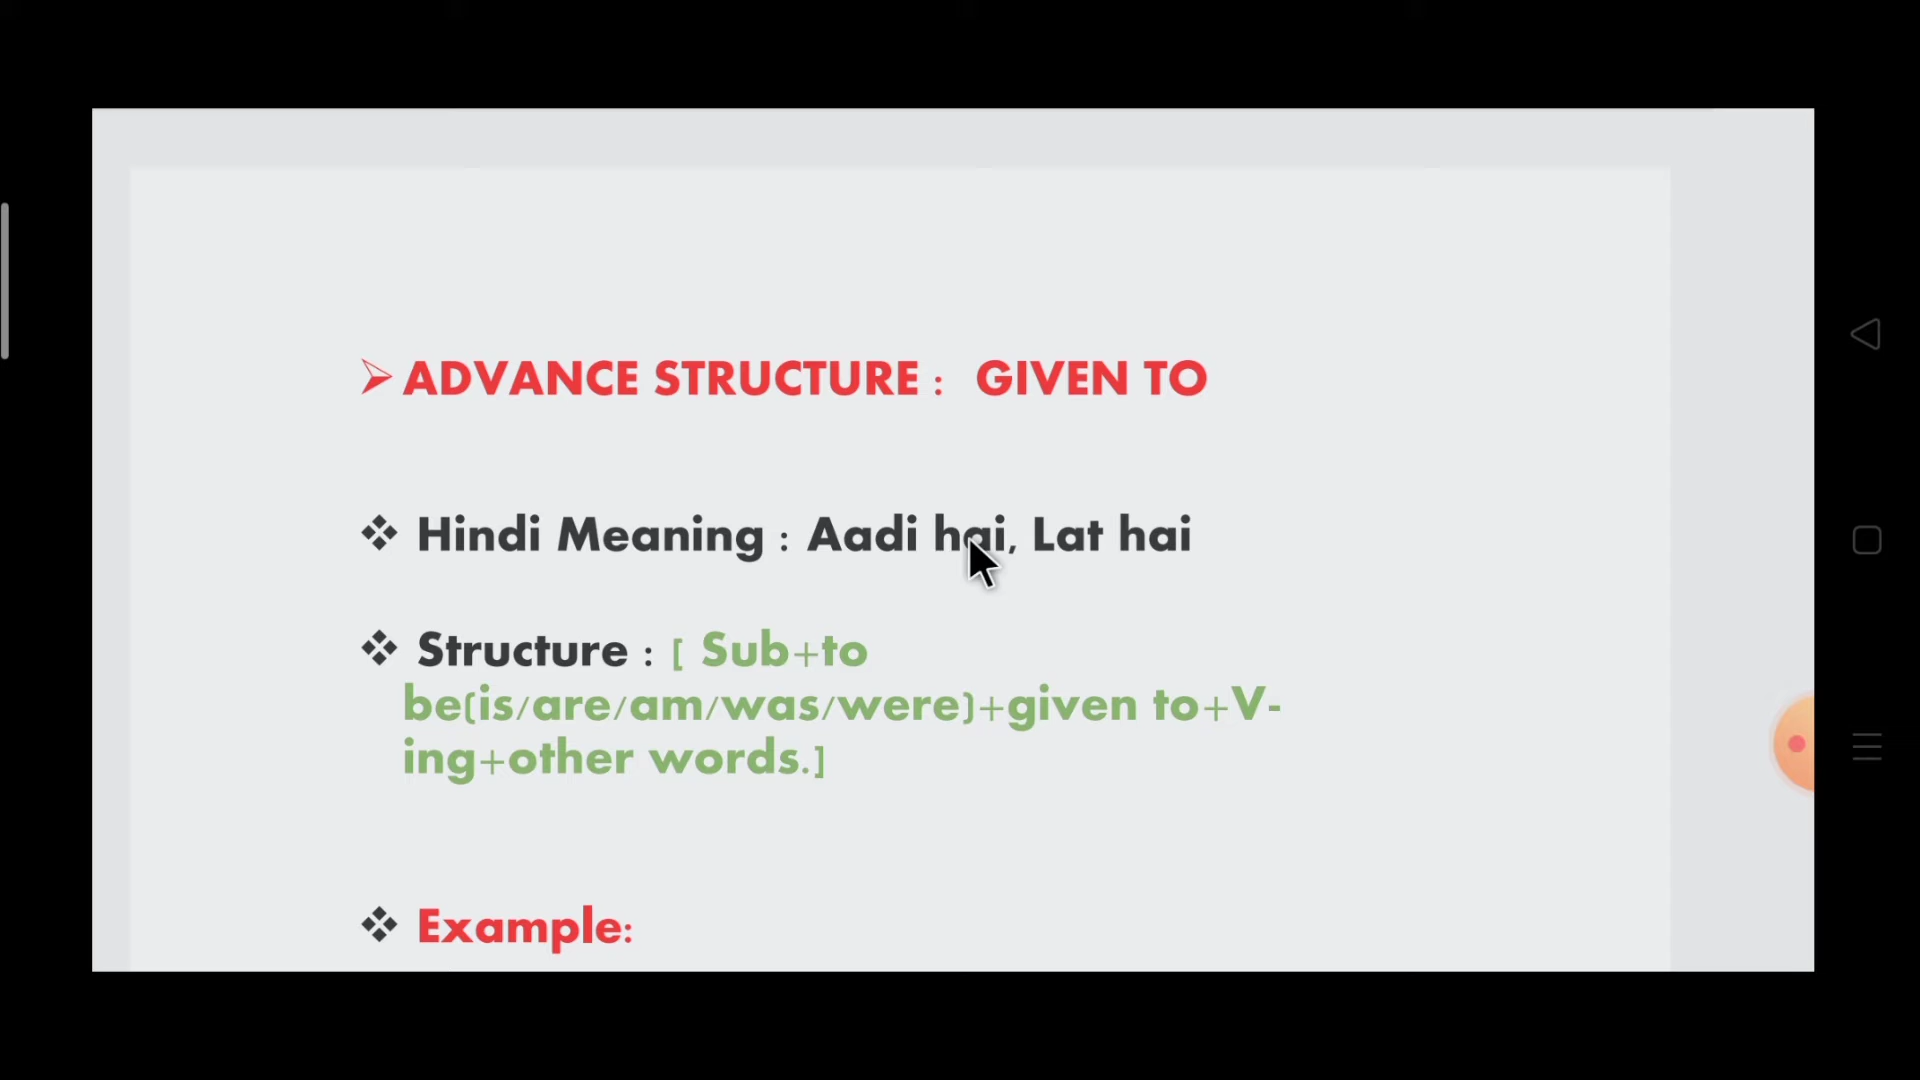 ADVANCE STRUCTURE : GIVEN TO
Hindi Meaning : Aadi hai, Lat hai
Structure : [ Sub+to
be(is/are/am/was/were)+given to+V-
ing+other words.]
Example: